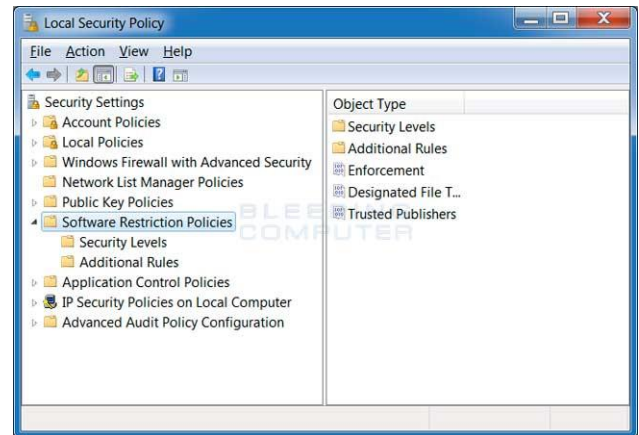 Local Security Policy
File Action View Help
Security Settings
Account Policies
Local Policies
Windows Firewall with Advanced Security
Network List Manager Policies
Public Key Policies
Software Restriction Policies
Security Levels
Additional Rules
Application Control Policies
IP Security Policies on Local Computer
Advanced Audit Policy Configuration
Object Type
Security Levels
Additional Rules
Enforcement
Designated File T...
Trusted Publishers
BLEEPING
COMPUTER